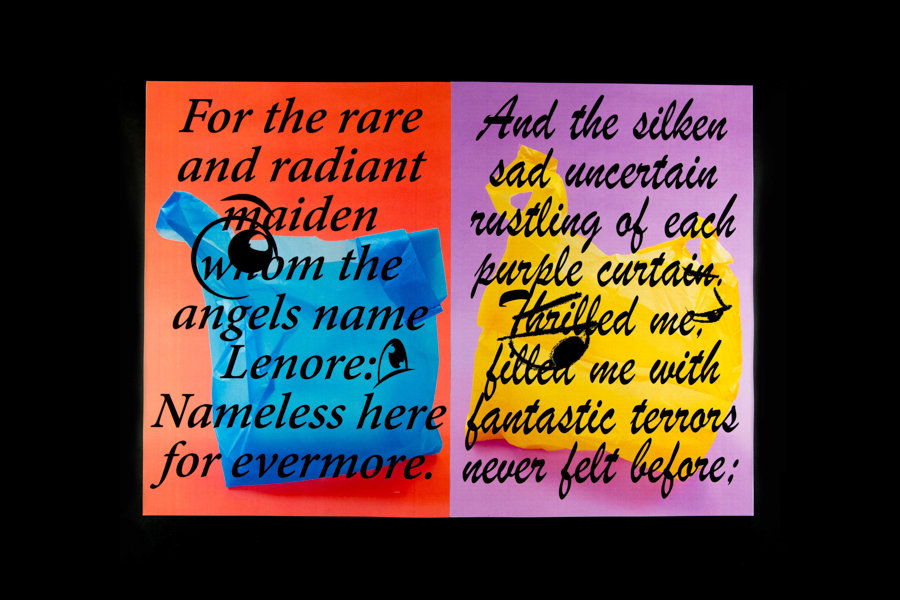 For the rare
and radiant
maiden
whom the
angels name
Lenore:
Nameless here
for evermore.
And the silken
sad uncertain
rustling of each
purple curtain.
Thrilled me,
filled me with
fantastic terrors
never felt before;